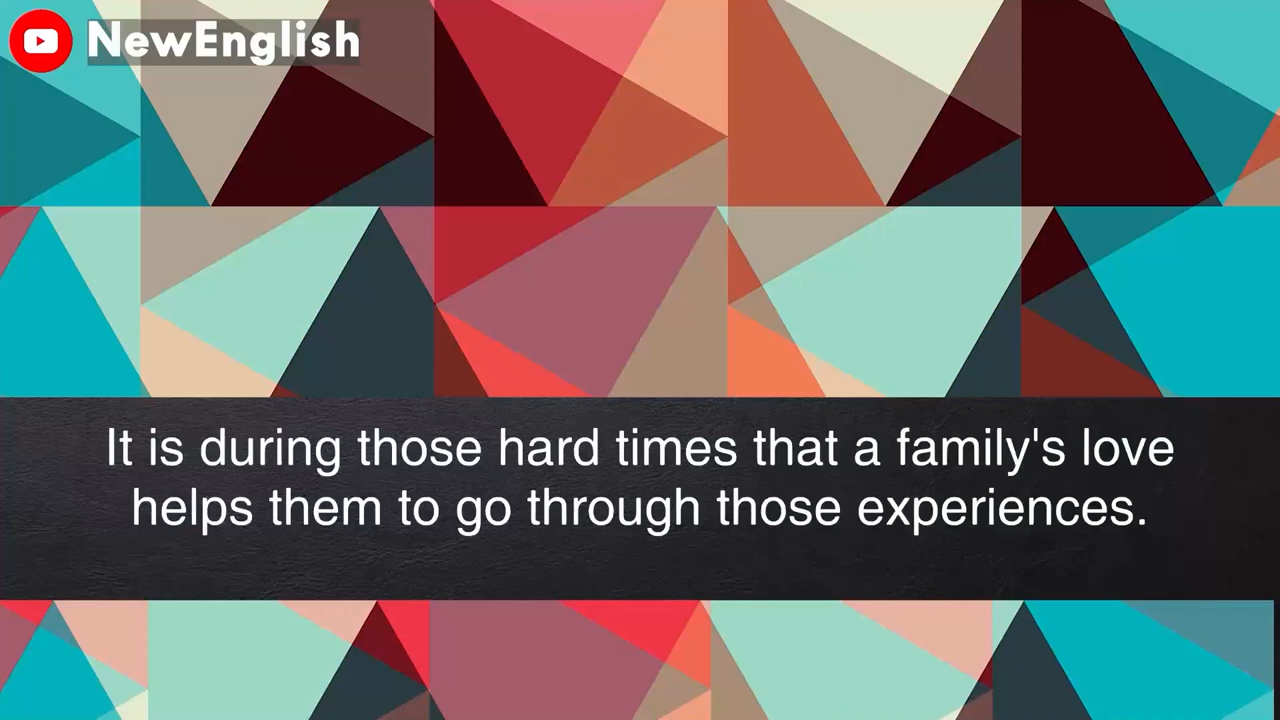 NewEnglish
It is during those hard times that a family's love
helps them to go through those experiences.